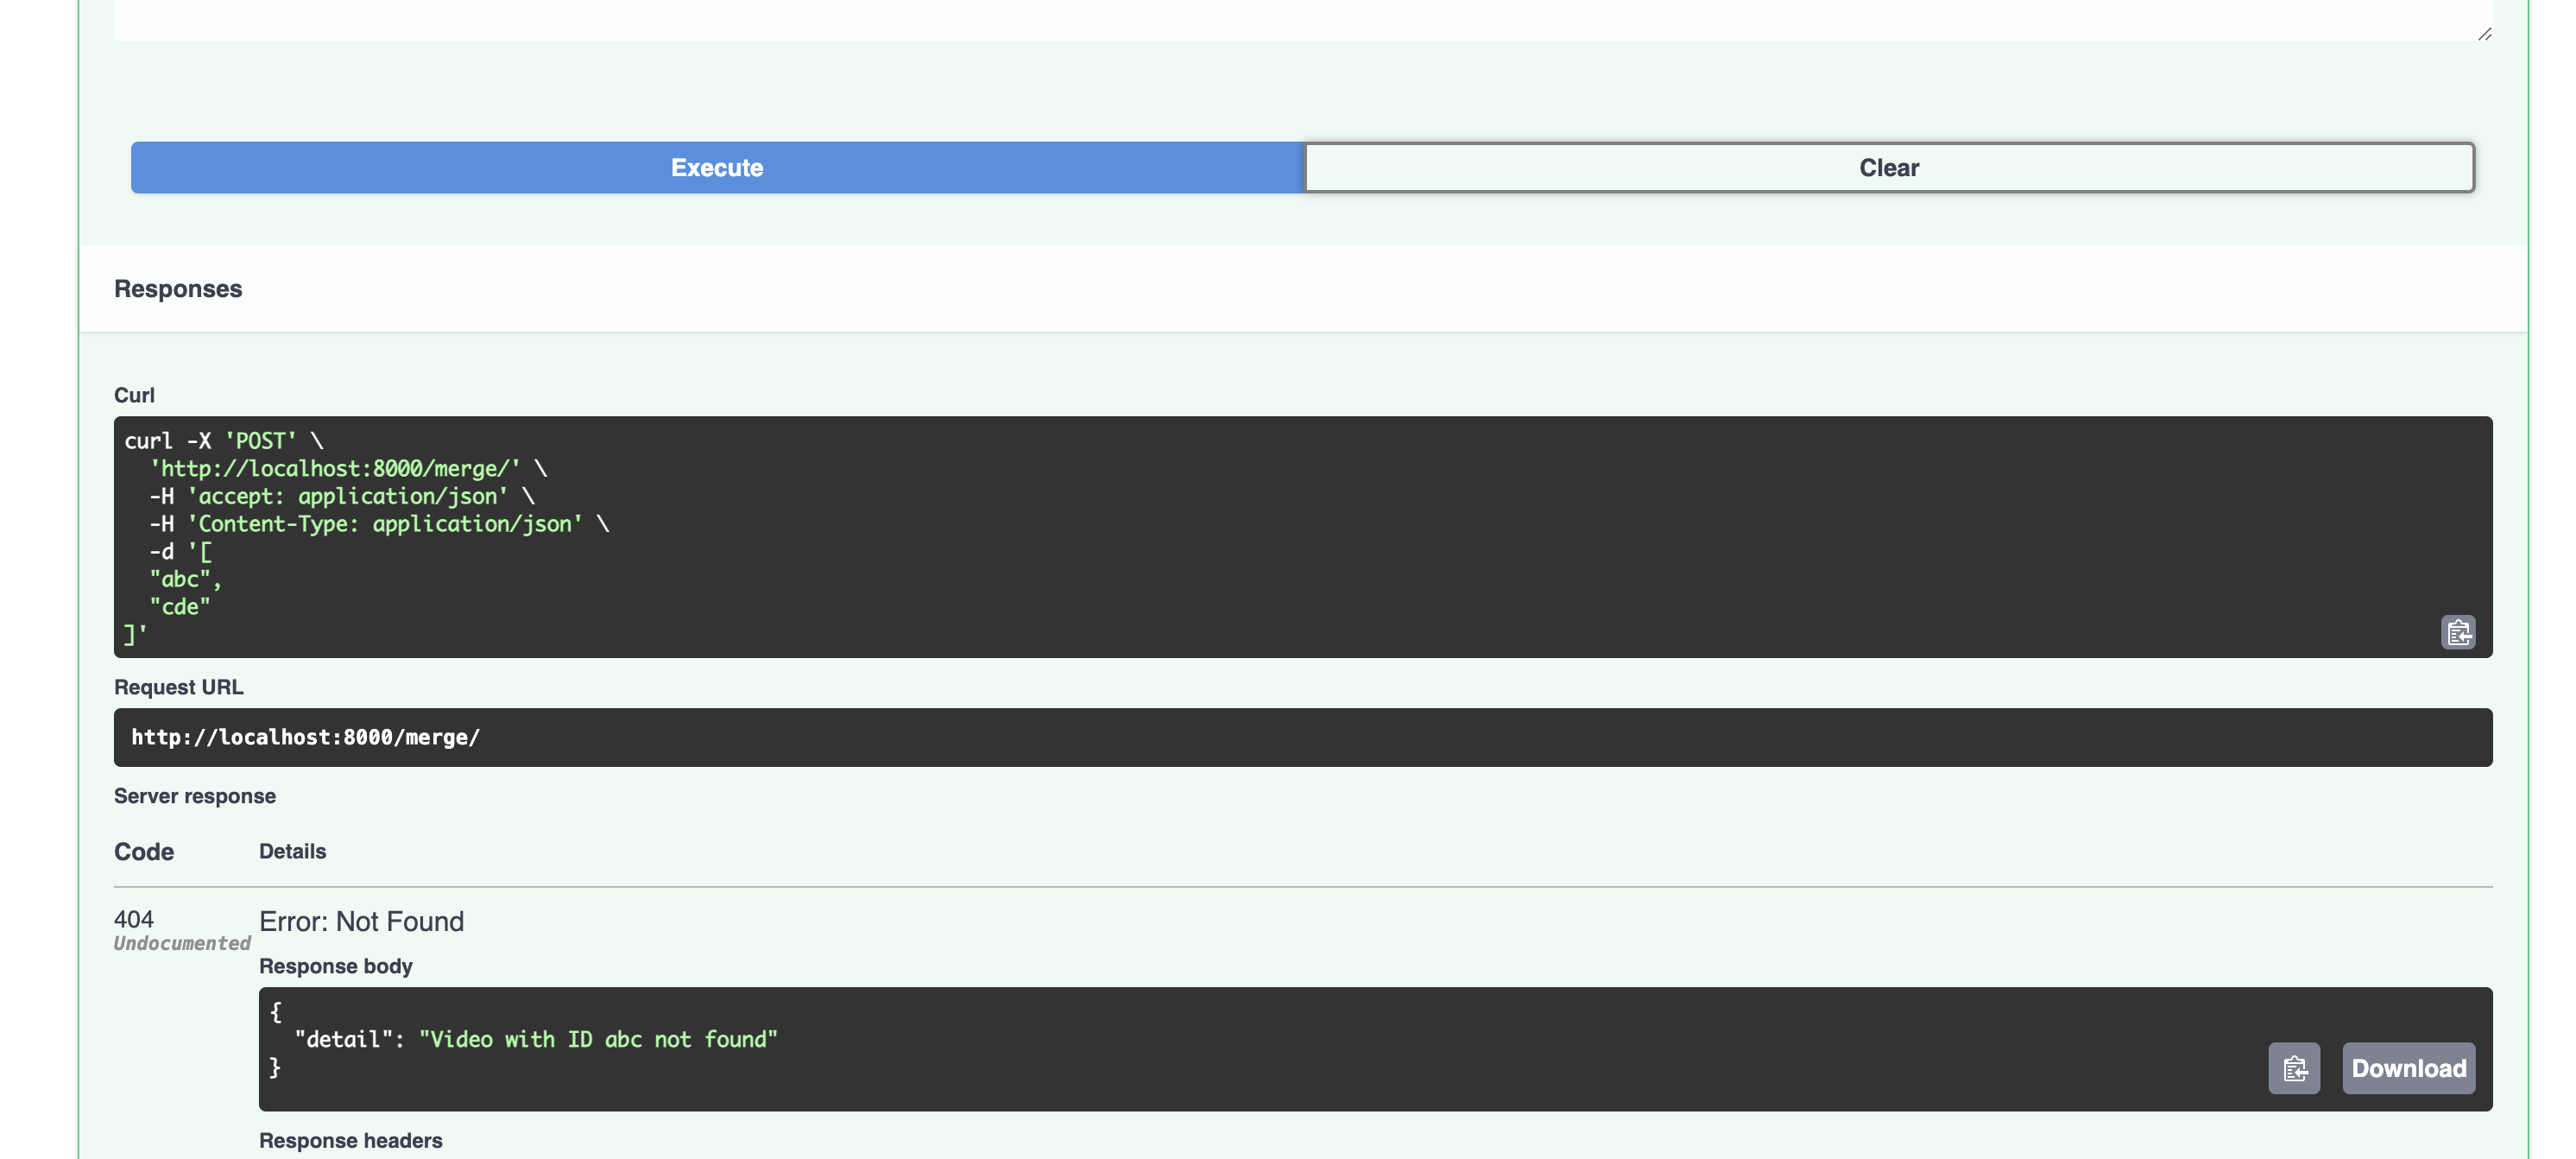 Execute
Clear
Responses
Curl
curl -X 'POST' \
  'http://localhost:8000/merge/' \
  -H 'accept: application/json' \
  -H 'Content-Type: application/json' \
  -d '[
  "abc",
  "cde"
]'
Request URL
http://localhost:8000/merge/
Server response
Code Details
404 Error: Not Found
Undocumented
Response body
{
  "detail": "Video with ID abc not found"
}
Download
Response headers